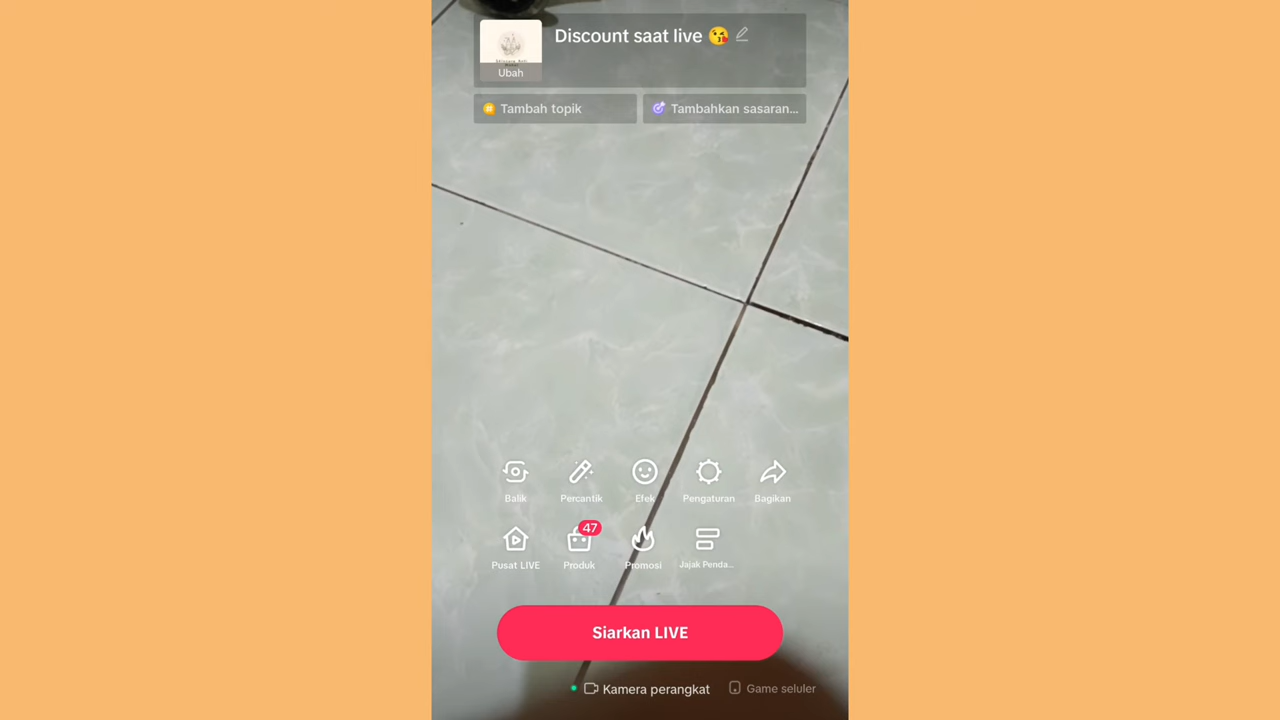 Discount saat live 😘
Ubah
Tambah topik
Tambahkan sasaran...
Balik
Percantik
Efek
Pengaturan
Bagikan
47
Pusat LIVE
Produk
Promosi
Jajak Penda...
Siarkan LIVE
Kamera perangkat
Game seluler